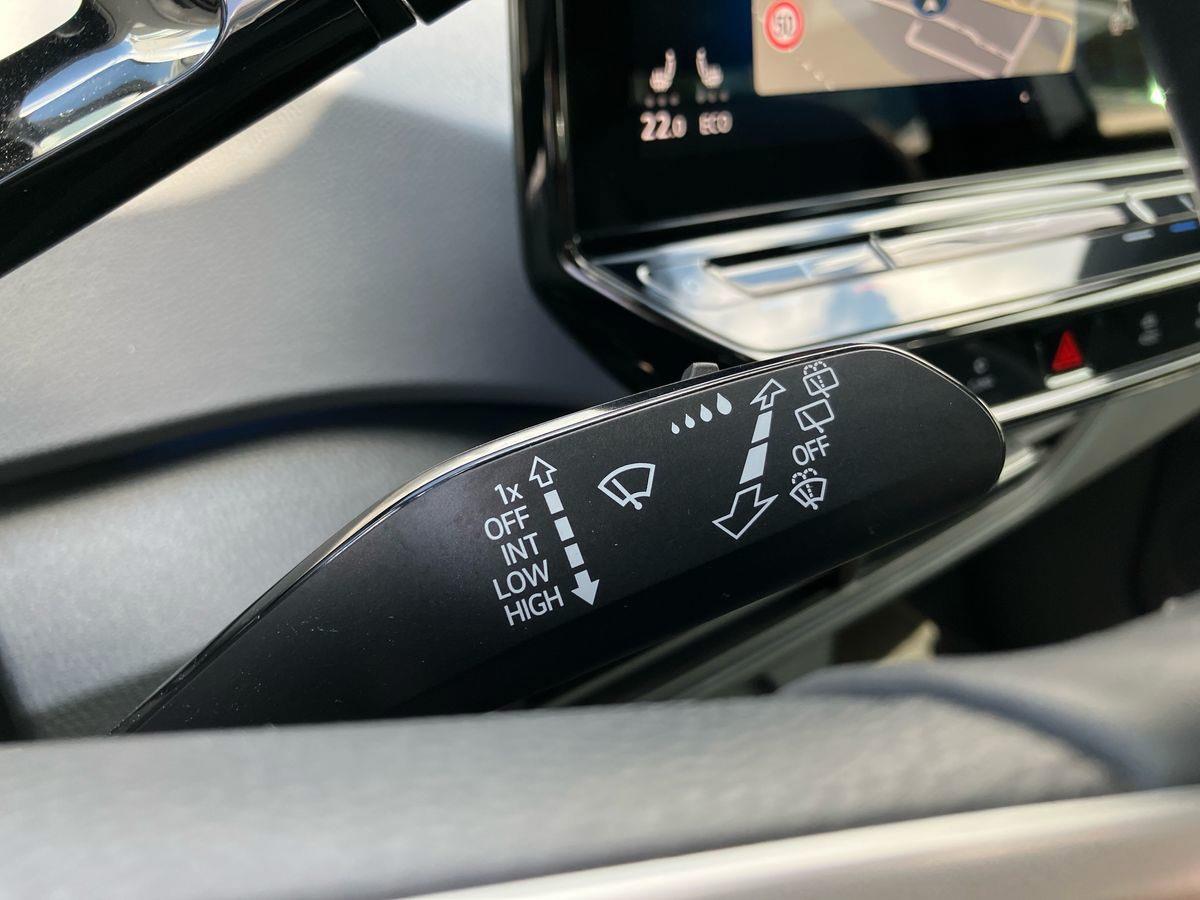 50
22.0 ECO
1x
OFF
INT
LOW
HIGH
OFF